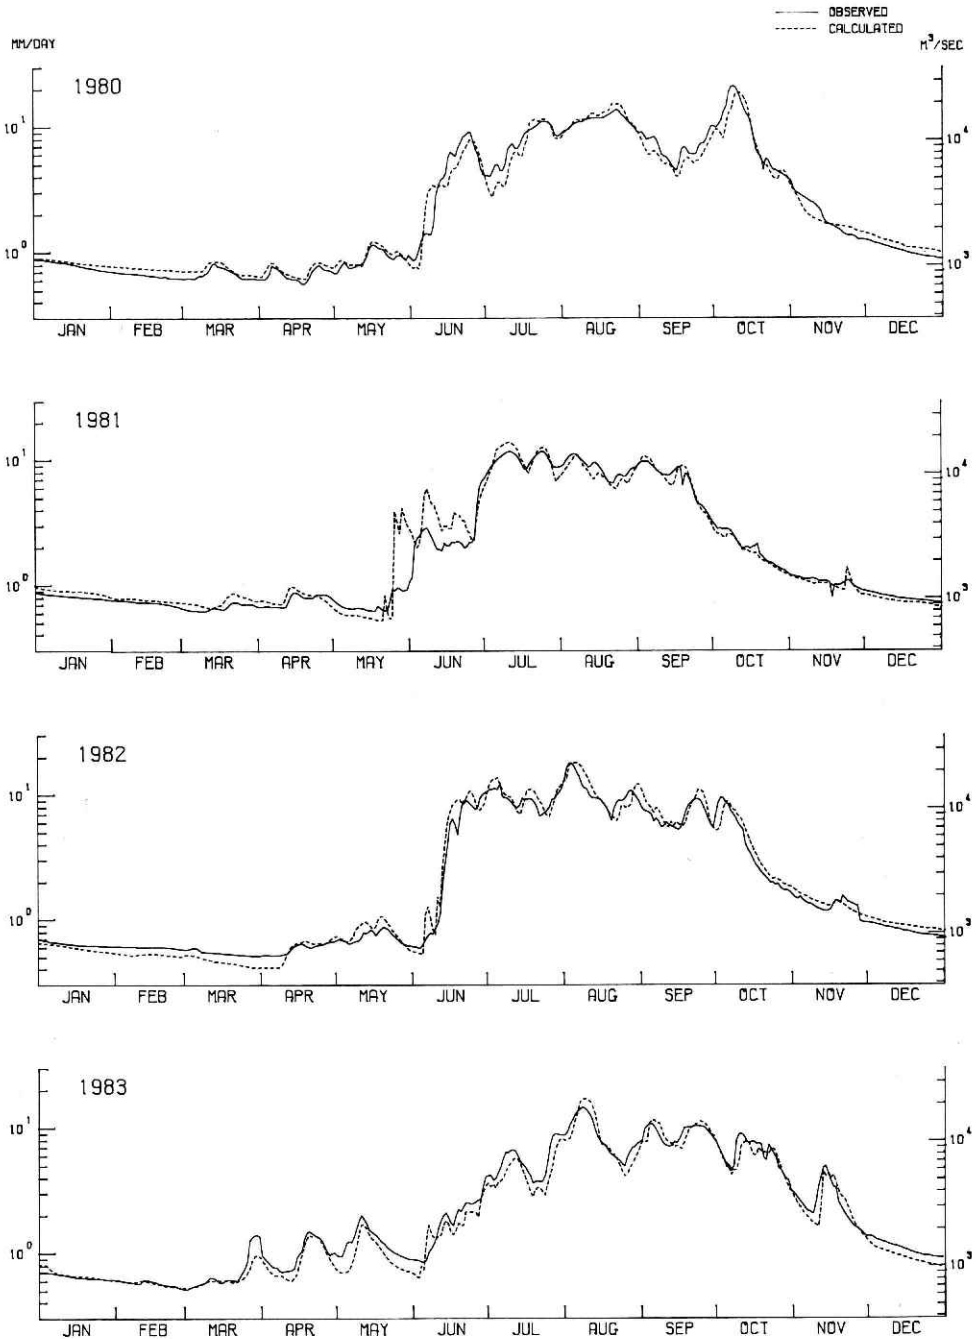 OBSERVED
CALCULATED
MM/DAY M³/SEC
1980
10¹ 10⁴
10⁰ 10³
JAN FEB MAR APR MAY JUN JUL AUG SEP OCT NOV DEC
1981
10¹ 10⁴
10⁰ 10³
JAN FEB MAR APR MAY JUN JUL AUG SEP OCT NOV DEC
1982
10¹ 10⁴
10⁰ 10³
JAN FEB MAR APR MAY JUN JUL AUG SEP OCT NOV DEC
1983
10¹ 10⁴
10⁰ 10³
JAN FEB MAR APR MAY JUN JUL AUG SEP OCT NOV DEC